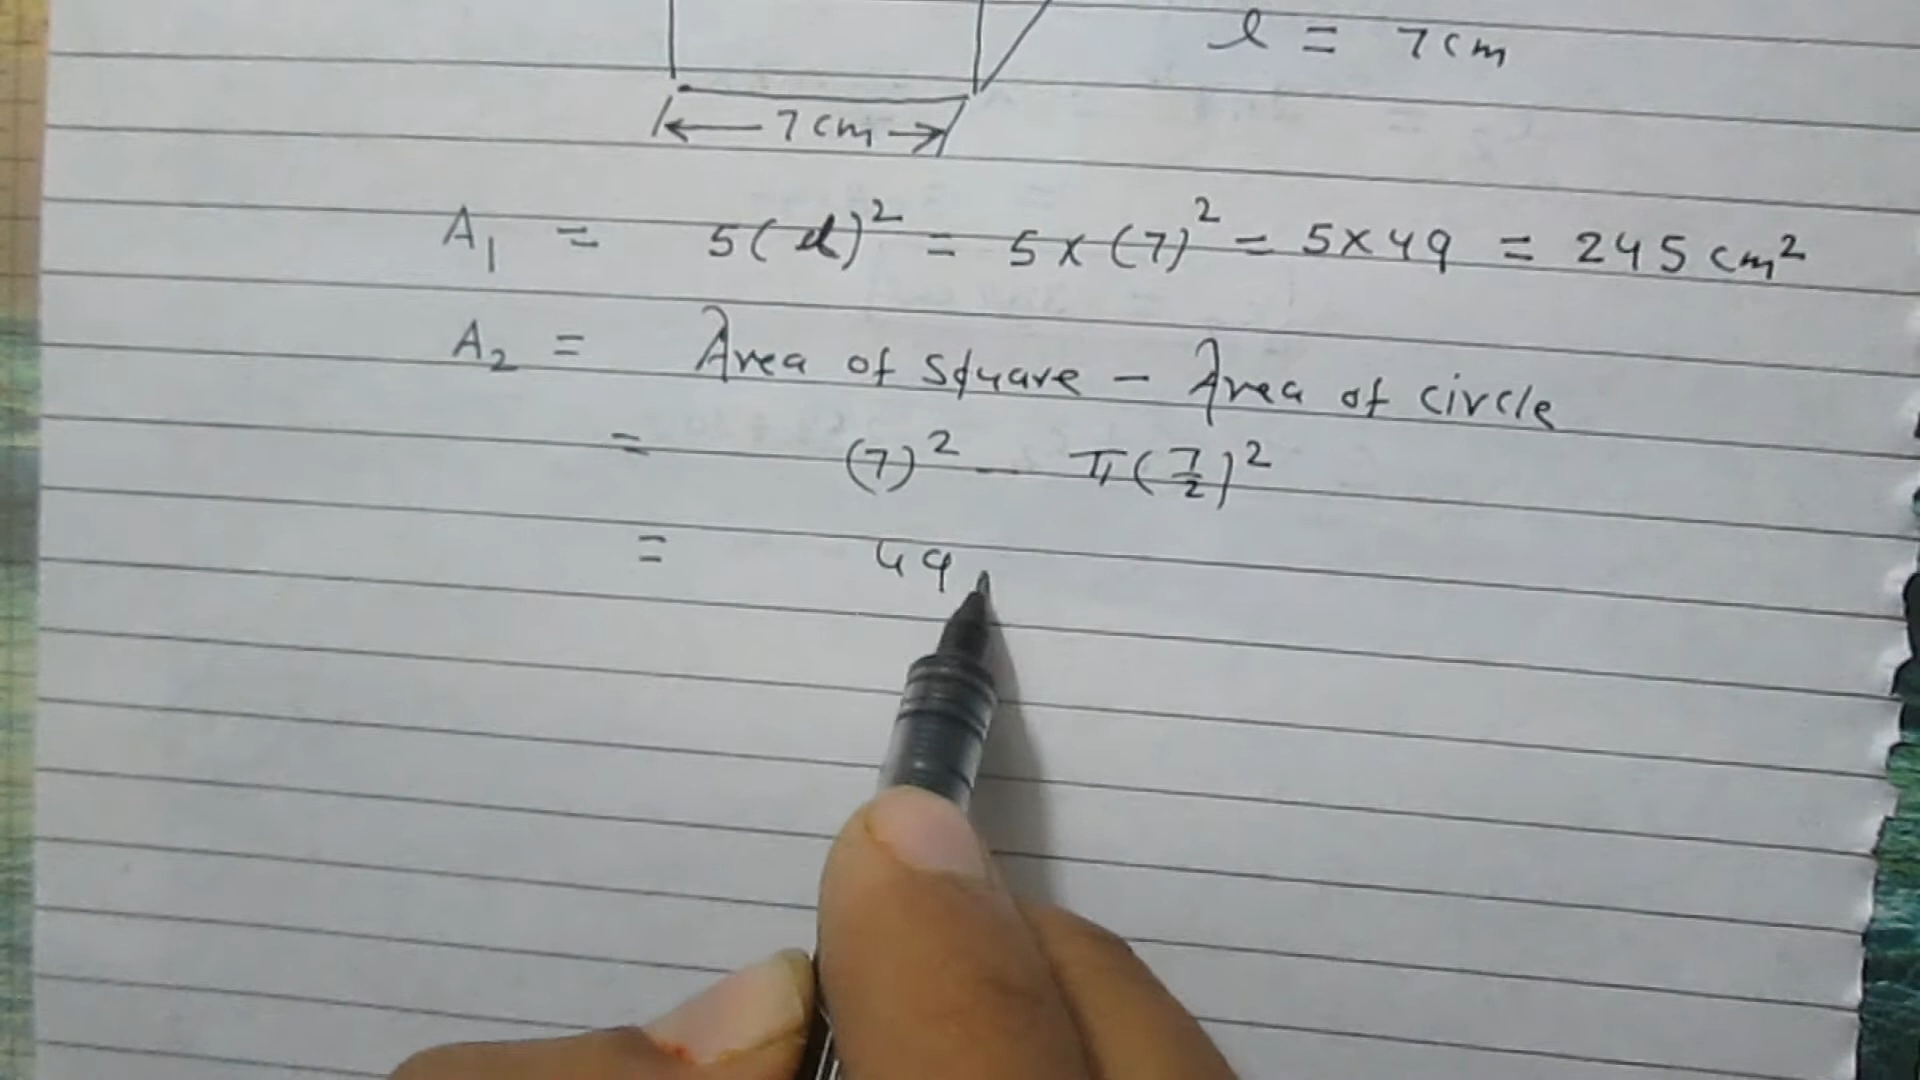 l = 7cm
7cm
A₁ = 5(l)² = 5×(7)² = 5×49 = 245 cm²
A₂ = Area of square - Area of circle
= (7)² - π(7/2)²
= 49